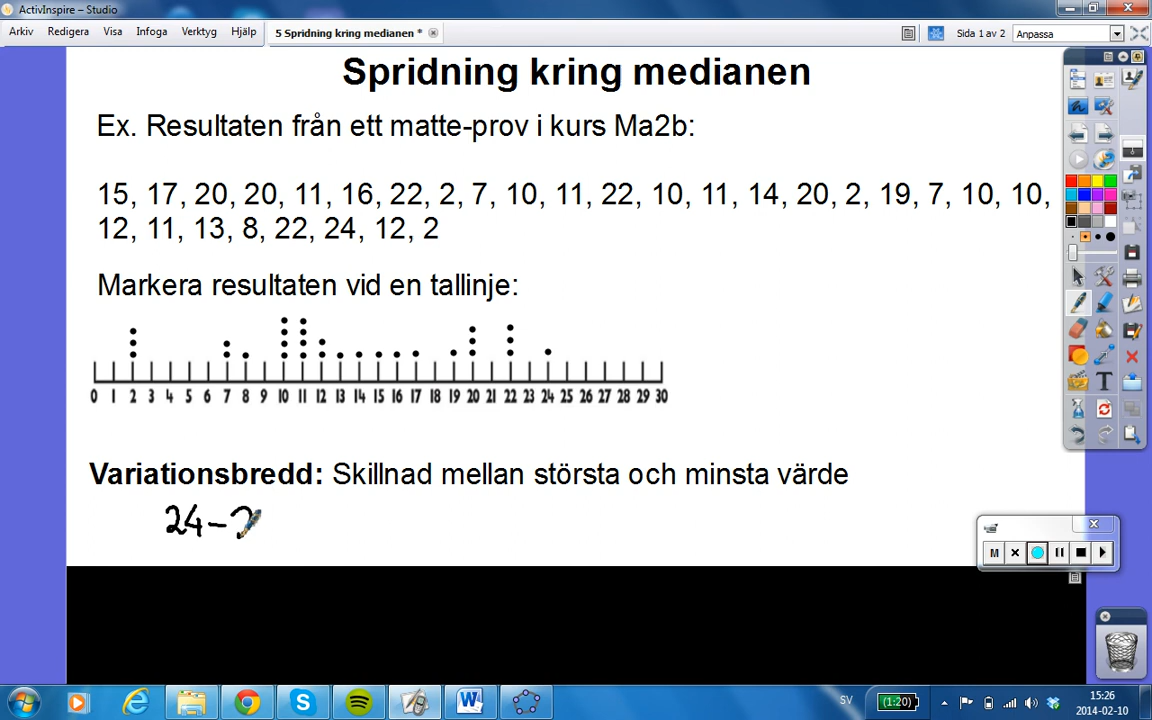 ActivInspire – Studio
Arkiv Redigera Visa Infoga Verktyg Hjälp 5 Spridning kring medianen * Sida 1 av 2 Anpassa
Spridning kring medianen
Ex. Resultaten från ett matte-prov i kurs Ma2b:
15, 17, 20, 20, 11, 16, 22, 2, 7, 10, 11, 22, 10, 11, 14, 20, 2, 19, 7, 10, 10,
12, 11, 13, 8, 22, 24, 12, 2
Markera resultaten vid en tallinje:
0 1 2 3 4 5 6 7 8 9 10 11 12 13 14 15 16 17 18 19 20 21 22 23 24 25 26 27 28 29 30
Variationsbredd: Skillnad mellan största och minsta värde
24-2
M
SV (1:20) 15:26
2014-02-10